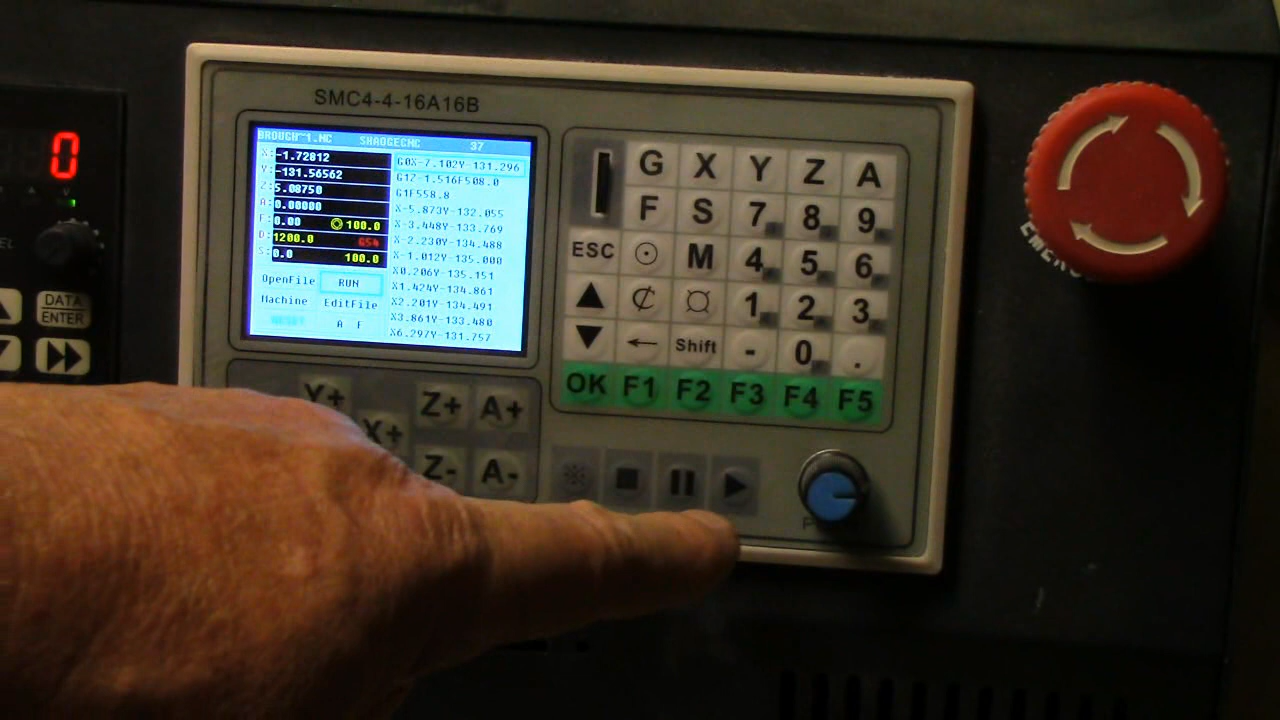 SMC4-4-16A16B
BROUGH~1.NC SHAOGECNC 37
X:-1.72812
Y:-131.56562
Z:5.08750
A:0.00000
F:0.00 100.0
D:1200.0 G54
S:0.0 100.0
OpenFile RUN
Machine EditFile
RESET A F
G0X-7.102Y-131.296
G1Z-1.516F508.0
G1F558.8
X-5.873Y-132.055
X-3.448Y-133.769
X-2.230Y-134.488
X-1.012Y-135.000
X0.206Y-135.151
X1.424Y-134.861
X2.201Y-134.491
X3.861Y-133.480
X6.297Y-131.757
G X Y Z A
F S 7 8 9
ESC M 4 5 6
1 2 3
Shift - 0 .
OK F1 F2 F3 F4 F5
Y+ Z+ A+
X+
Z- A-
0
DATA
ENTER